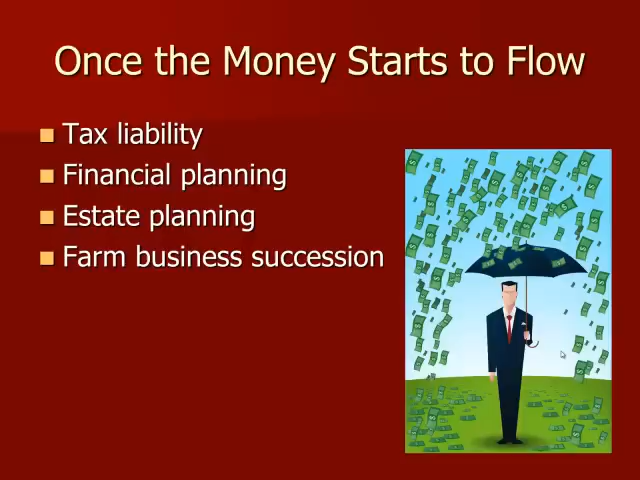 Once the Money Starts to Flow
Tax liability
Financial planning
Estate planning
Farm business succession